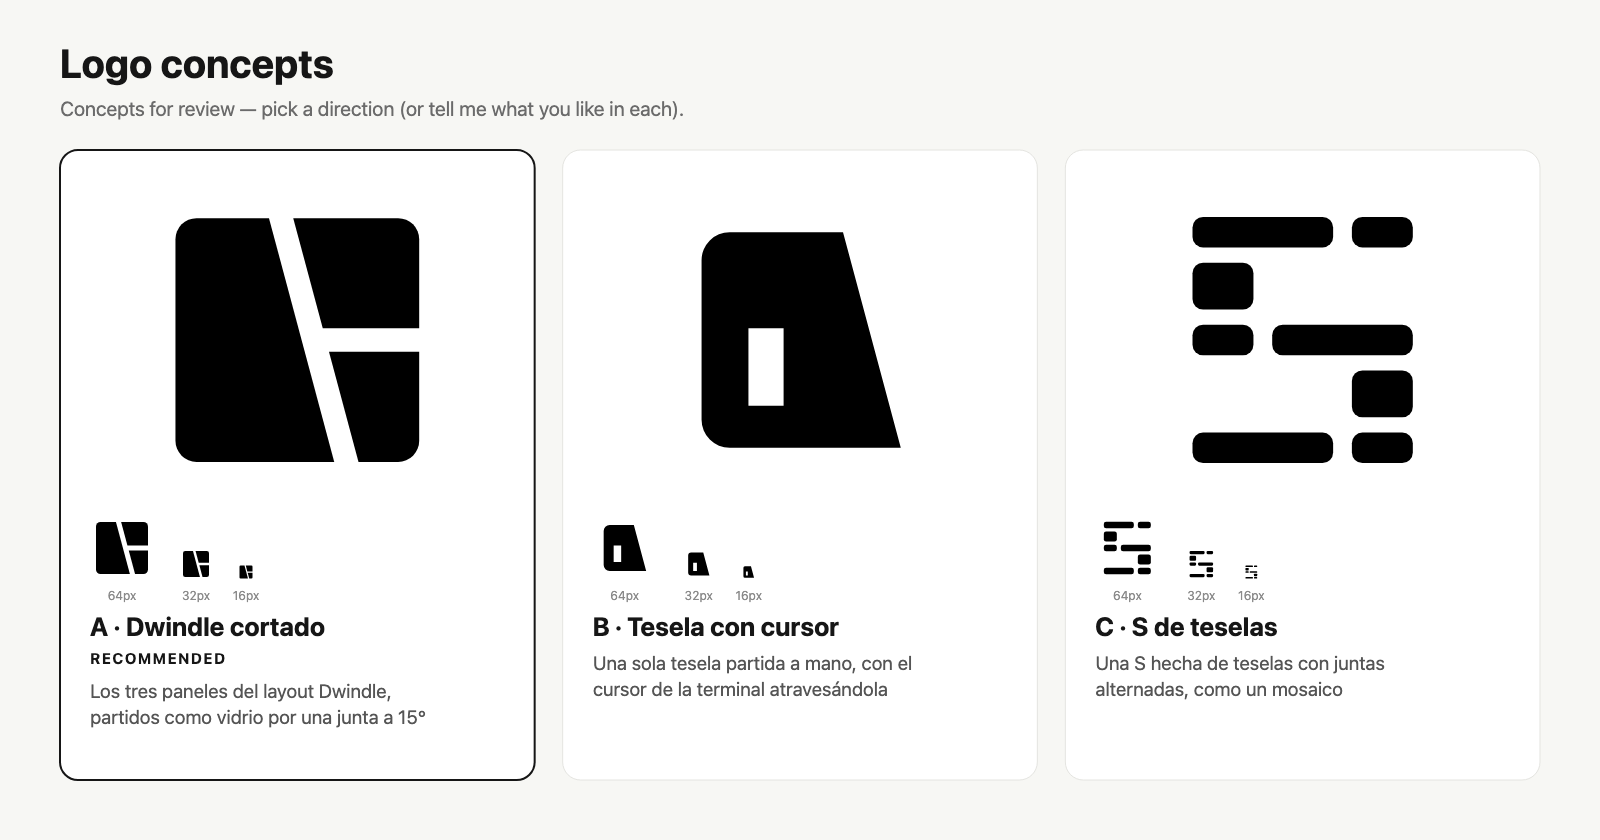 Logo concepts
Concepts for review — pick a direction (or tell me what you like in each).
64px 32px 16px
A · Dwindle cortado
RECOMMENDED
Los tres paneles del layout Dwindle,
partidos como vidrio por una junta a 15°
64px 32px 16px
B · Tesela con cursor
Una sola tesela partida a mano, con el
cursor de la terminal atravesándola
64px 32px 16px
C · S de teselas
Una S hecha de teselas con juntas
alternadas, como un mosaico